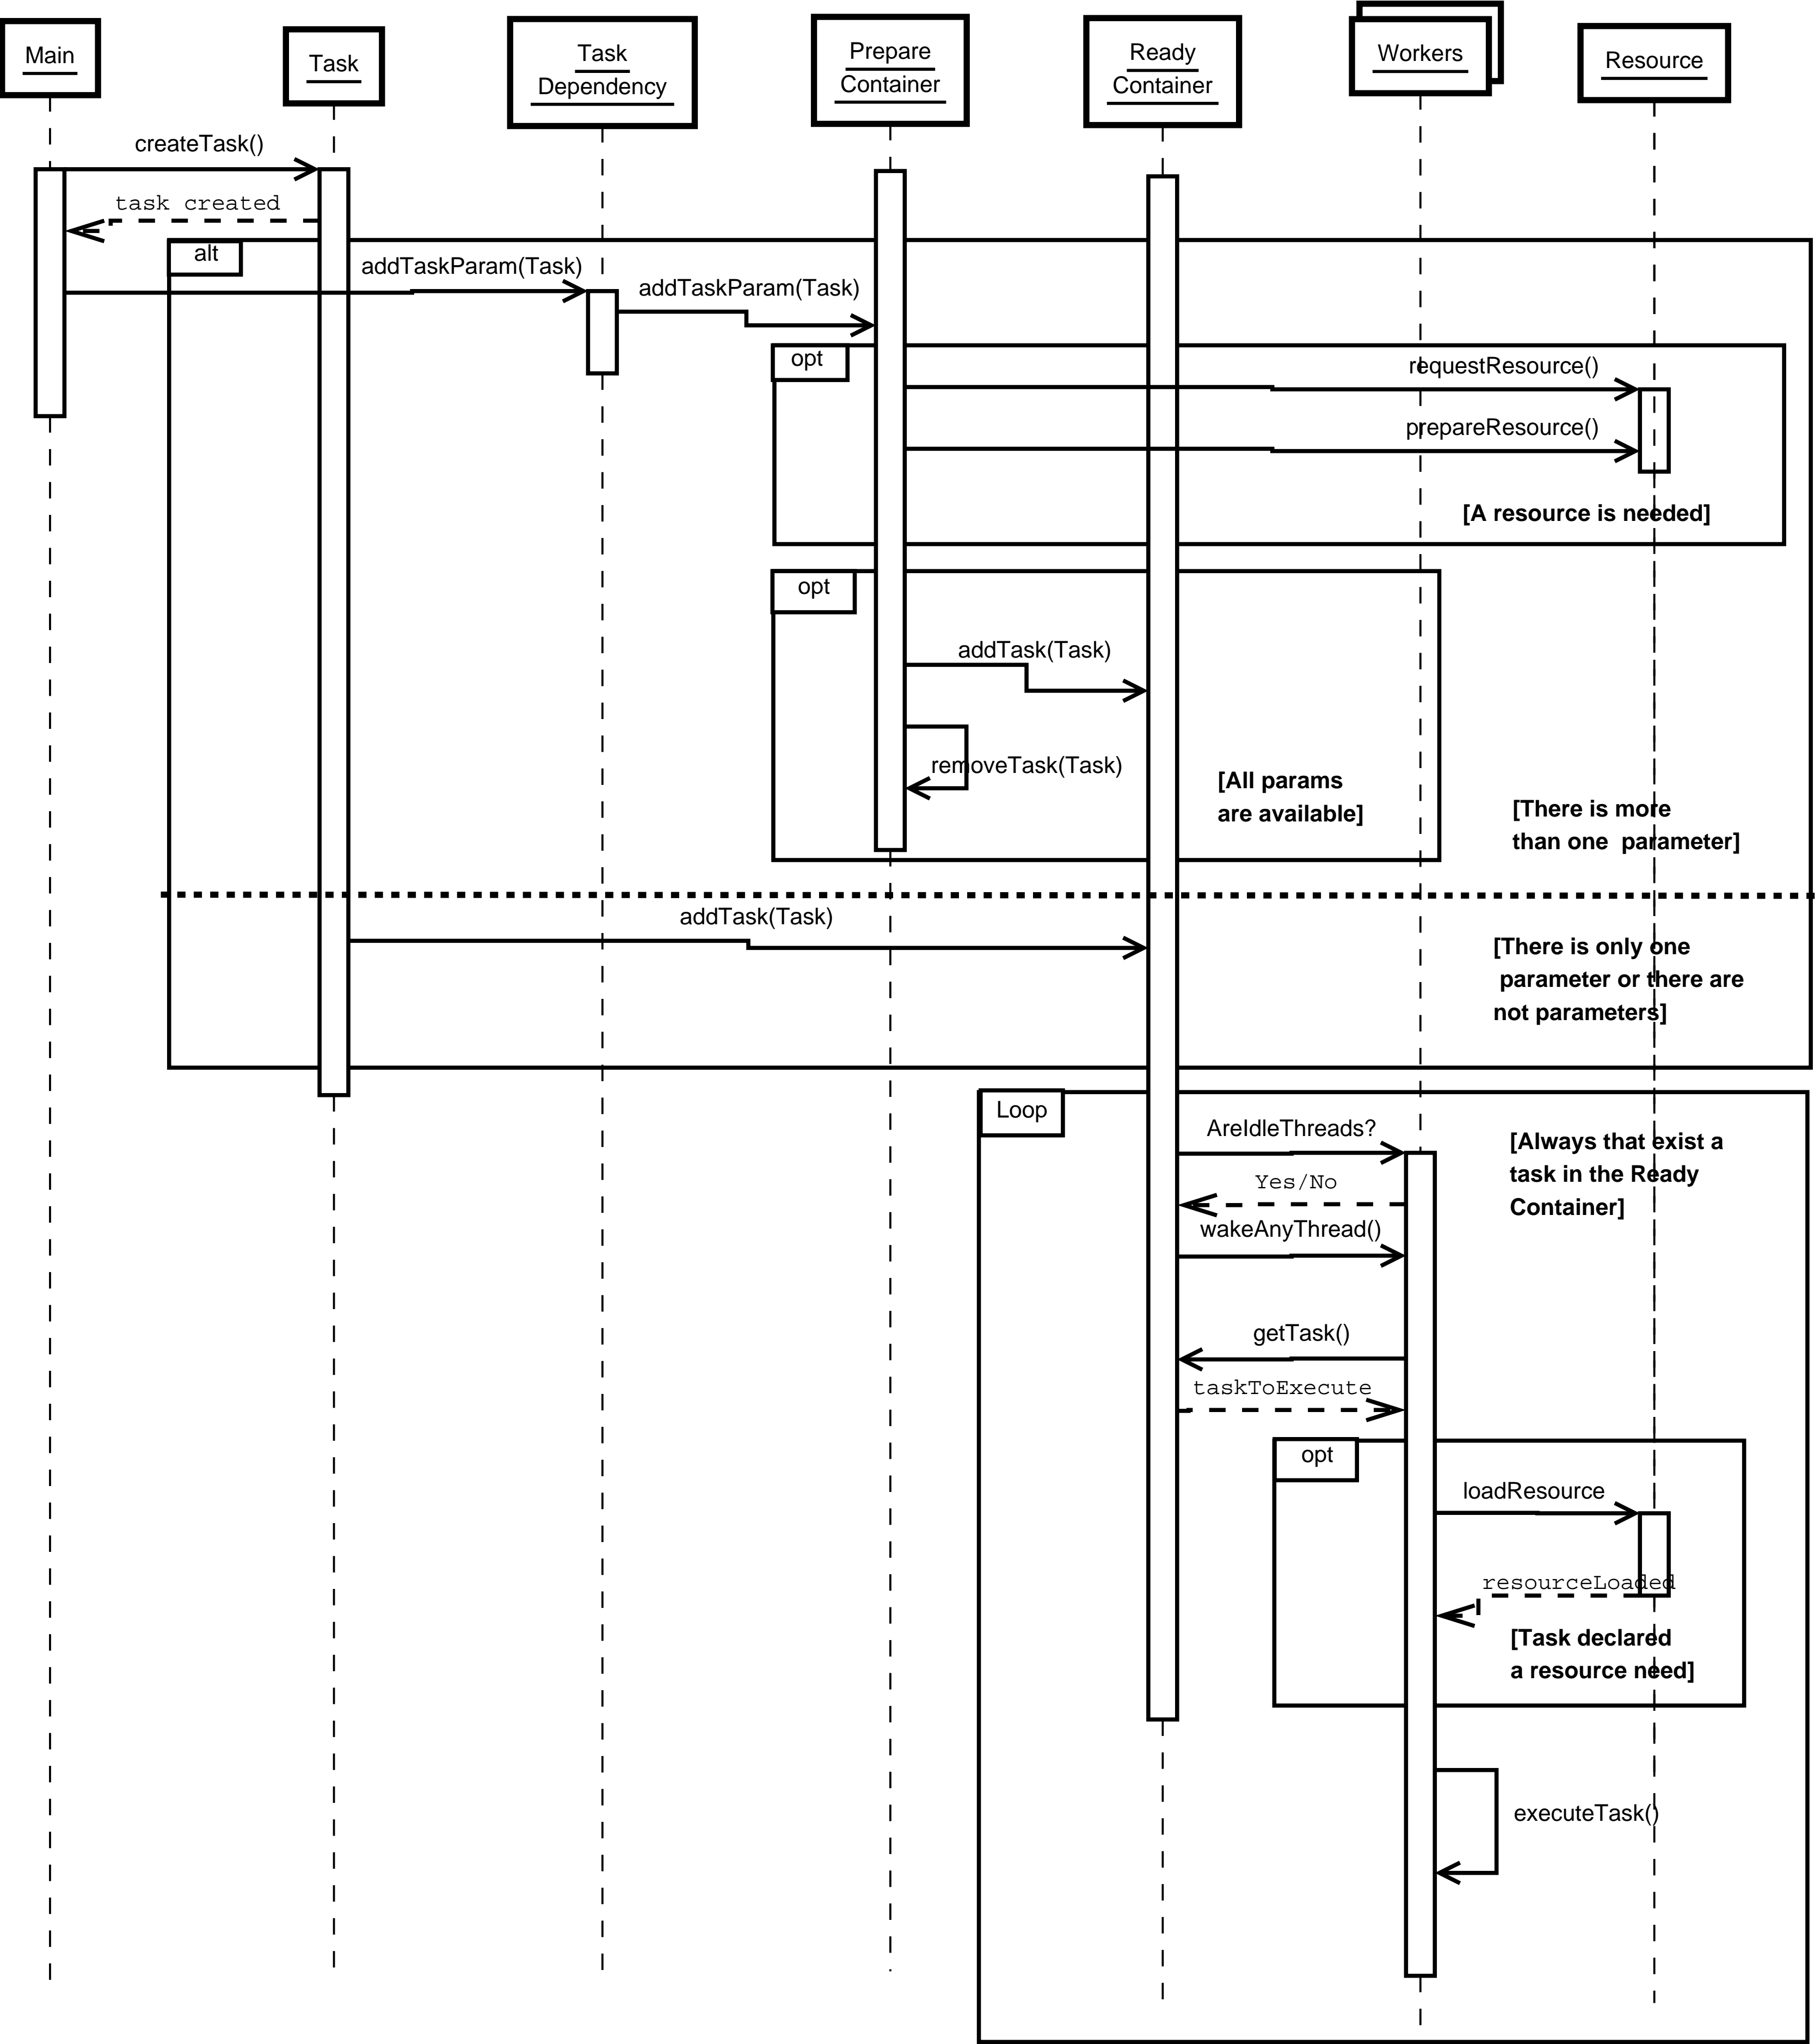 Main
Task
Task
Dependency
Prepare
Container
Ready
Container
Workers
Resource
createTask()
task created
alt
addTaskParam(Task)
addTaskParam(Task)
opt
requestResource()
prepareResource()
[A resource is needed]
opt
addTask(Task)
removeTask(Task)
[All params
are available]
[There is more
than one  parameter]
addTask(Task)
[There is only one
parameter or there are
not parameters]
Loop
AreIdleThreads?
[Always that exist a
task in the Ready
Container]
Yes/No
wakeAnyThread()
getTask()
taskToExecute
opt
loadResource
resourceLoaded
[Task declared
a resource need]
executeTask()